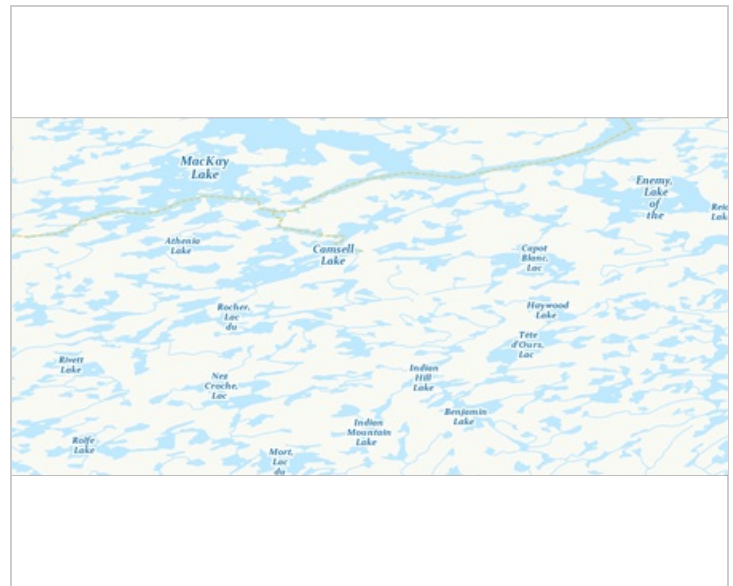 MacKay
Lake
Enemy,
Lake
of
the
Reid
Lak
Athenia
Lake
Camsell
Lake
Capot
Blanc,
Lac
Rocher,
Lac
du
Haywood
Lake
Tete
d'Ours,
Lac
Rivett
Lake
Nez
Croche,
Lac
Indian
Hill
Lake
Benjamin
Lake
Indian
Mountain
Lake
Rolfe
Lake
Mort,
Lac
du